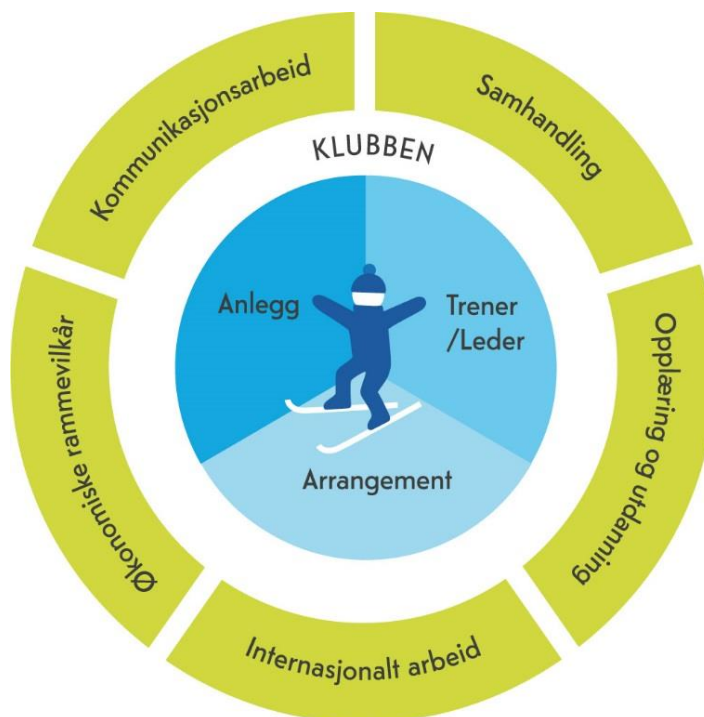 Kommunikasjonsarbeid
Samhandling
KLUBBEN
Anlegg
Trener
/Leder
Arrangement
Økonomiske rammevilkår
Opplæring og utdanning
Internasjonalt arbeid